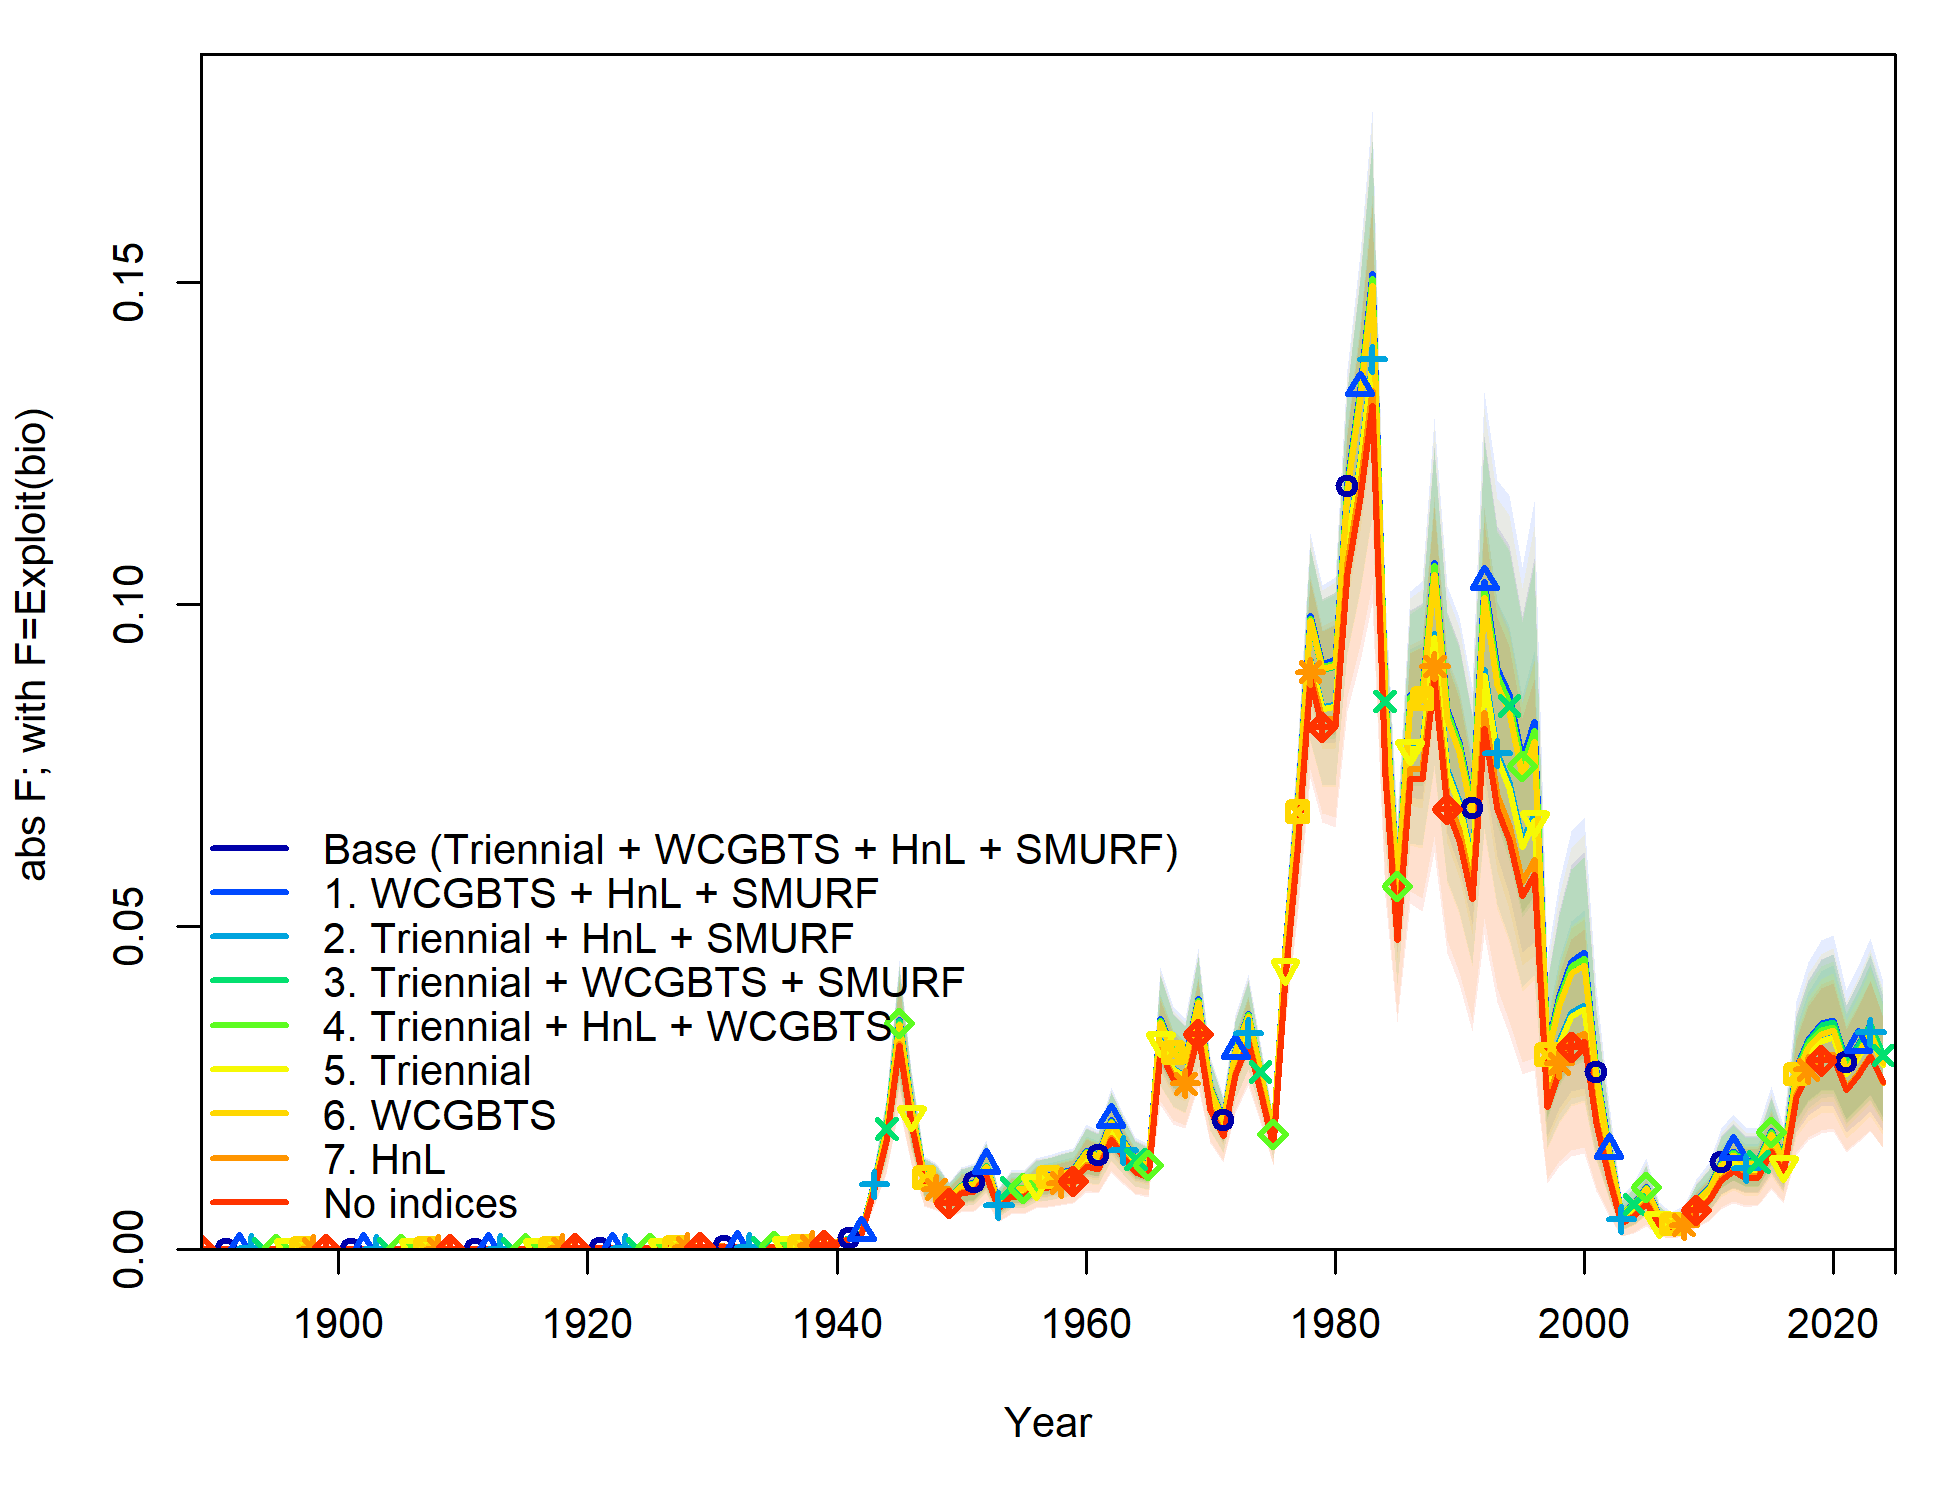 abs F; with F=Exploit(bio)
0.15
0.10
0.05
0.00
Base (Triennial + WCGBTS + HnL + SMURF)
1. WCGBTS + HnL + SMURF
2. Triennial + HnL + SMURF
3. Triennial + WCGBTS + SMURF
4. Triennial + HnL + WCGBTS
5. Triennial
6. WCGBTS
7. HnL
No indices
1900 1920 1940 1960 1980 2000 2020
Year